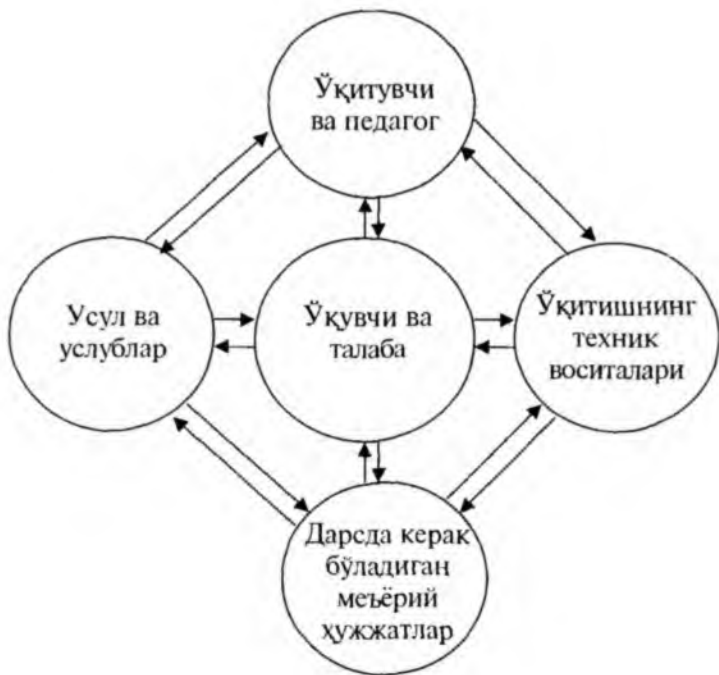 Ўқитувчи
ва педагог
Усул ва
услублар
Ўқувчи ва
талаба
Ўқитишнинг
техник
воситалари
Дарсда керак
бўладиган
меъёрий
ҳужжатлар